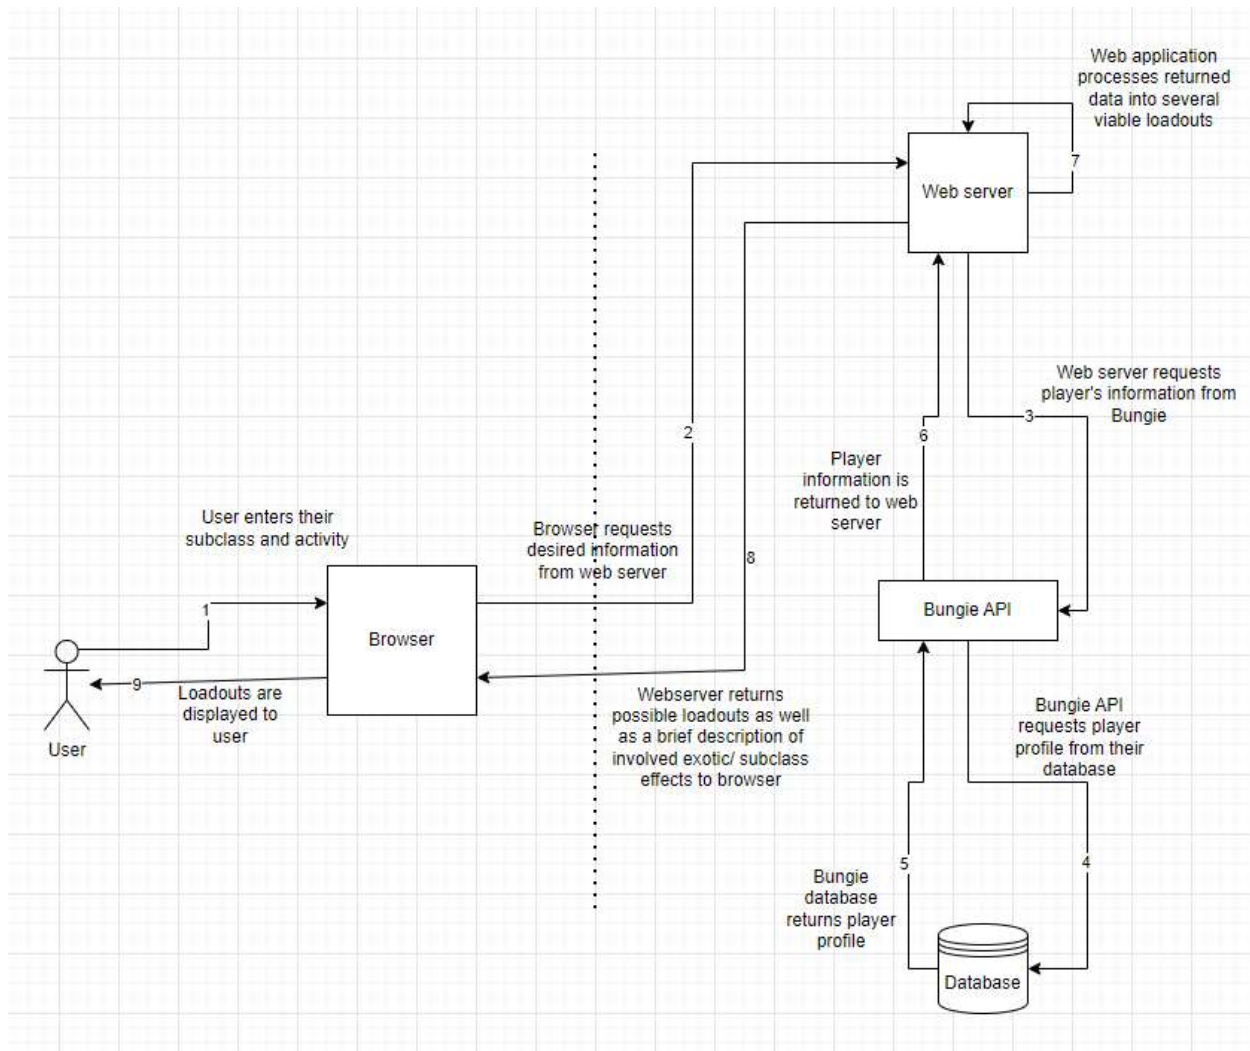 Web application
processes returned
data into several
viable loadouts
7
Web server
Web server requests
player's information from
Bungie
3
2
6
Player
information is
returned to web
server
User enters their
subclass and activity
Browser requests
desired information
from web server
8
1
Browser
Bungie API
9
Loadouts are
displayed to
user
User
Webserver returns
possible loadouts as well
as a brief description of
involved exotic/ subclass
effects to browser
Bungie API
requests player
profile from their
database
5
4
Bungie
database
returns player
profile
Database